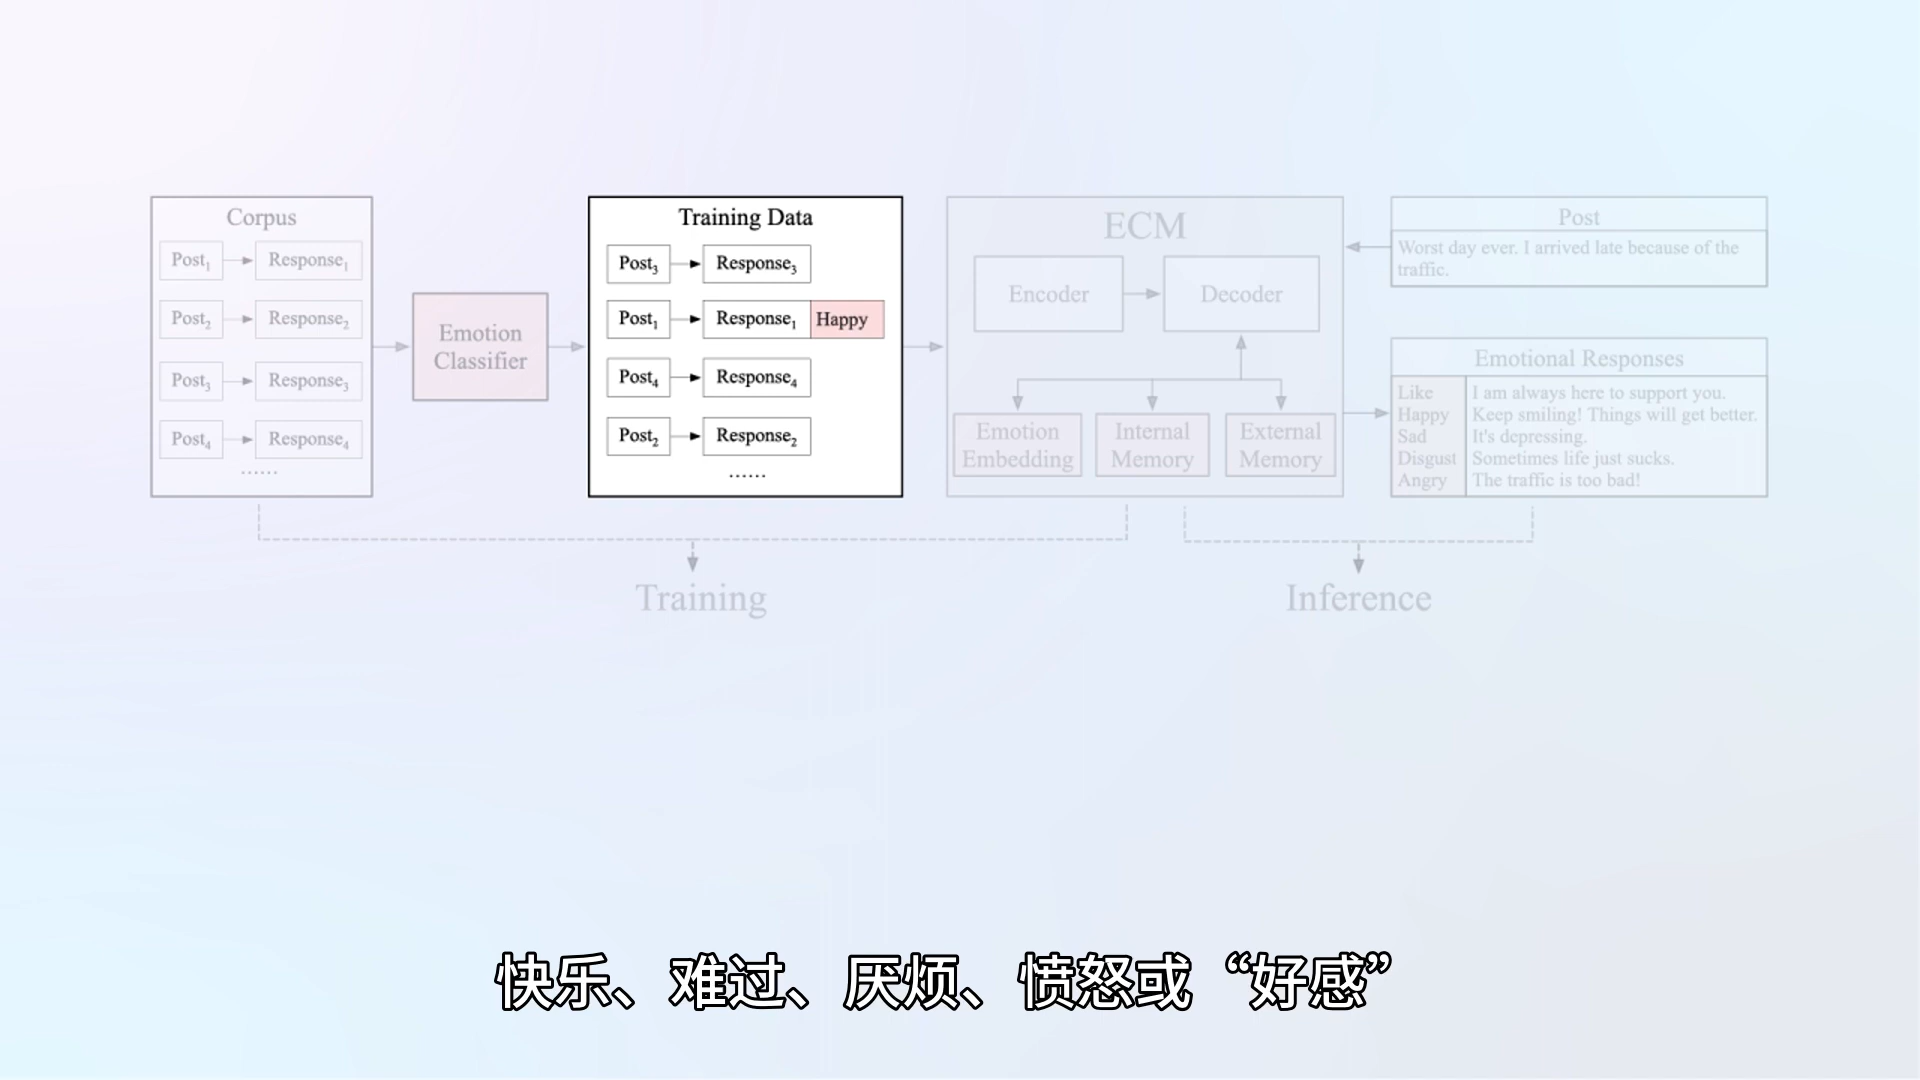 Corpus
Post1 Response1
Post2 Response2
Post3 Response3
Post4 Response4
......
Emotion
Classifier
Training Data
Post3 Response3
Post1 Response1 Happy
Post4 Response4
Post2 Response2
......
ECM
Encoder Decoder
Emotion
Embedding
Internal
Memory
External
Memory
Post
Worst day ever. I arrived late because of the
traffic.
Emotional Responses
Like I am always here to support you.
Happy Keep smiling! Things will get better.
Sad It's depressing.
Disgust Sometimes life just sucks.
Angry The traffic is too bad!
Training
Inference
快乐、难过、厌烦、愤怒或“好感”